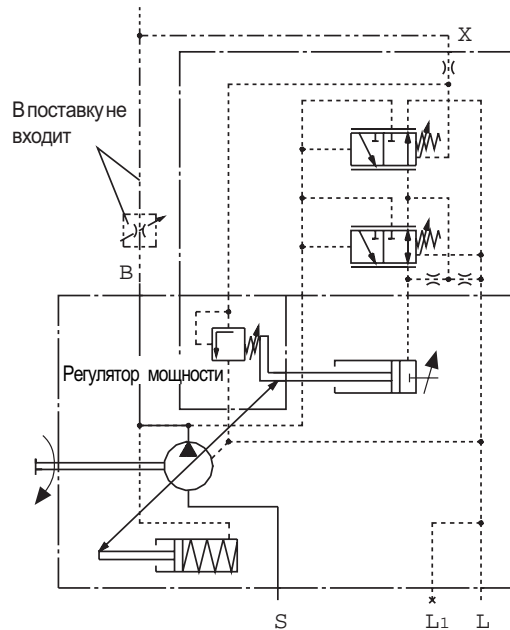 X
В поставку не
входит
B
Регулятор мощности
S
L1
L